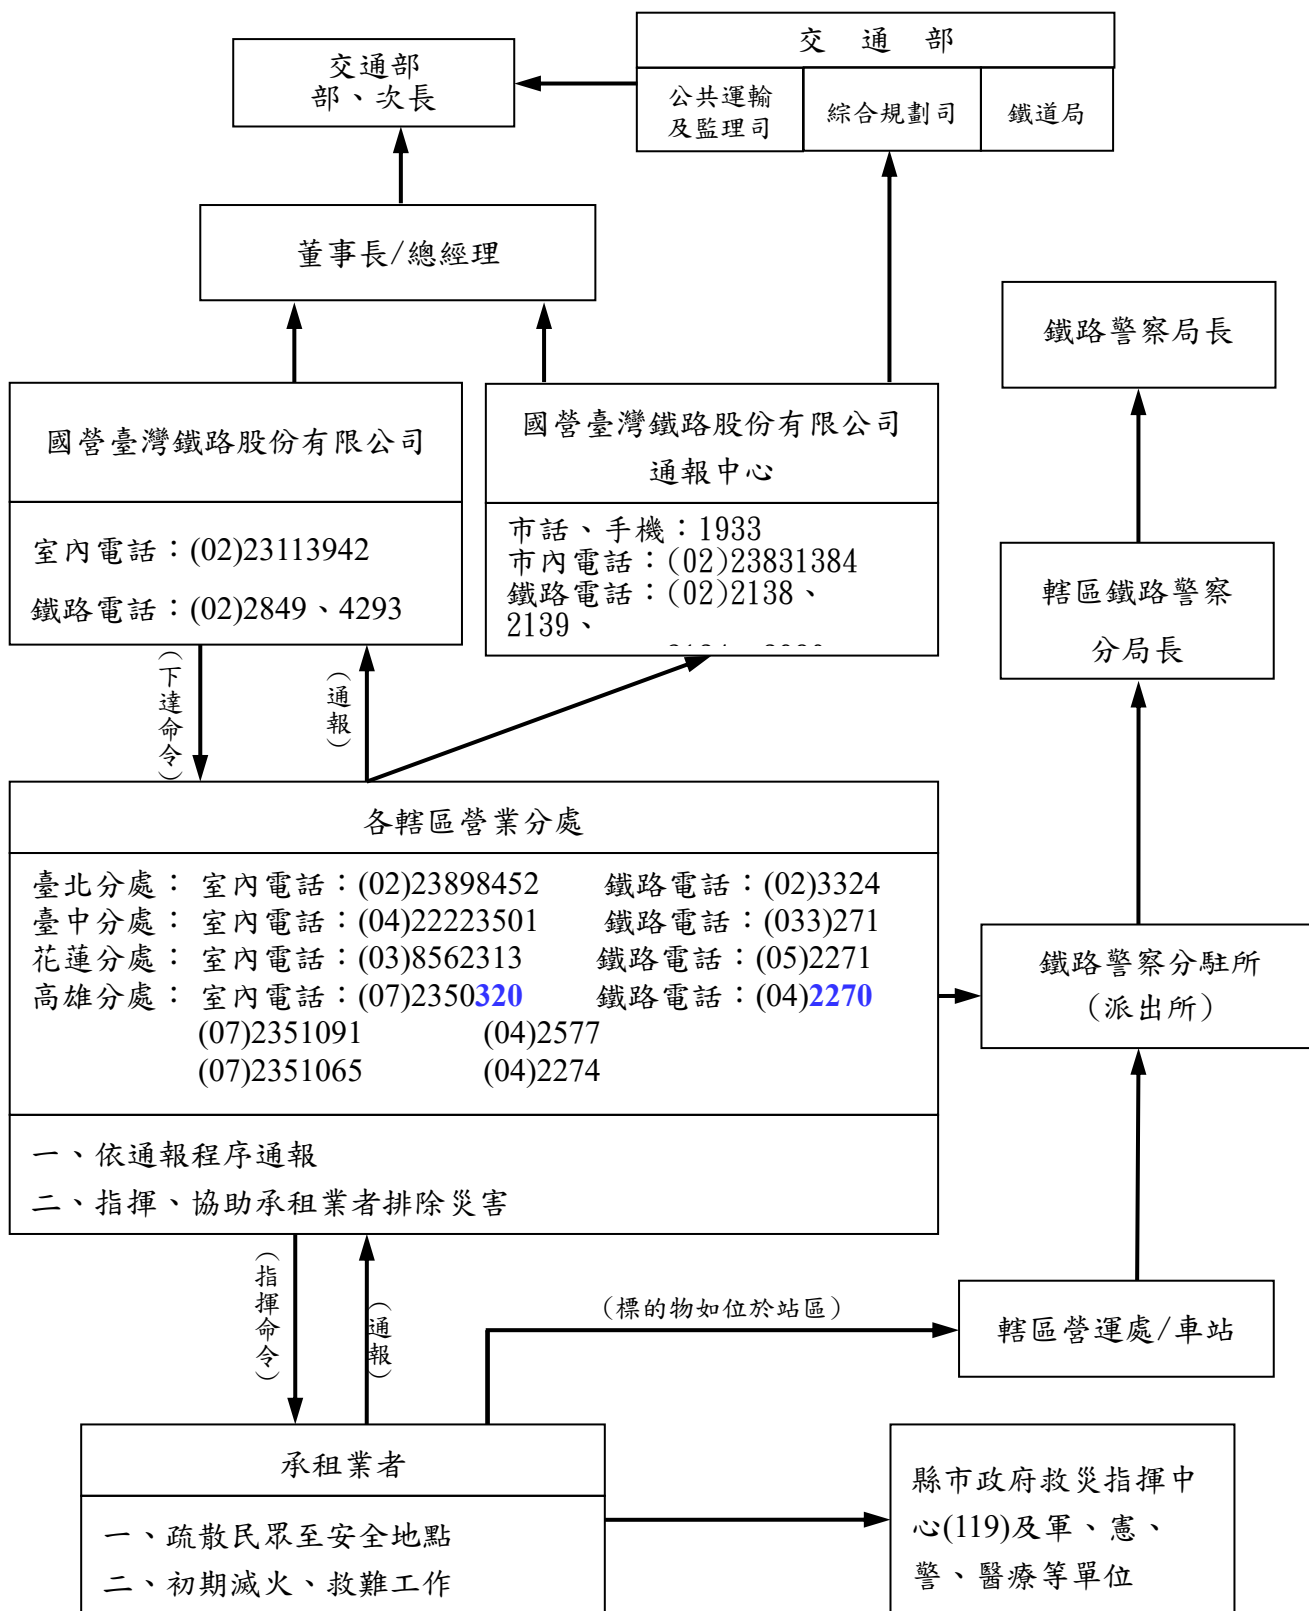 交通部
公共運輸
及監理司
綜合規劃司
鐵道局
交通部
部、次長
董事長/總經理
鐵路警察局長
國營臺灣鐵路股份有限公司
室內電話：(02)23113942
鐵路電話：(02)2849、4293
國營臺灣鐵路股份有限公司
通報中心
市話、手機：1933
市內電話：(02)23831384
鐵路電話：(02)2138、
2139、
轄區鐵路警察
分局長
（下達命令）
（通報）
各轄區營業分處
臺北分處： 室內電話：(02)23898452 鐵路電話：(02)3324
臺中分處： 室內電話：(04)22223501 鐵路電話：(033)271
花蓮分處： 室內電話：(03)8562313 鐵路電話：(05)2271
高雄分處： 室內電話：(07)2350320 鐵路電話：(04)2270
(07)2351091 (04)2577
(07)2351065 (04)2274
一、依通報程序通報
二、指揮、協助承租業者排除災害
鐵路警察分駐所
（派出所）
（指揮命令）
（通報）
（標的物如位於站區）
轄區營運處/車站
承租業者
一、疏散民眾至安全地點
二、初期滅火、救難工作
縣市政府救災指揮中
心(119)及軍、憲、
警、醫療等單位